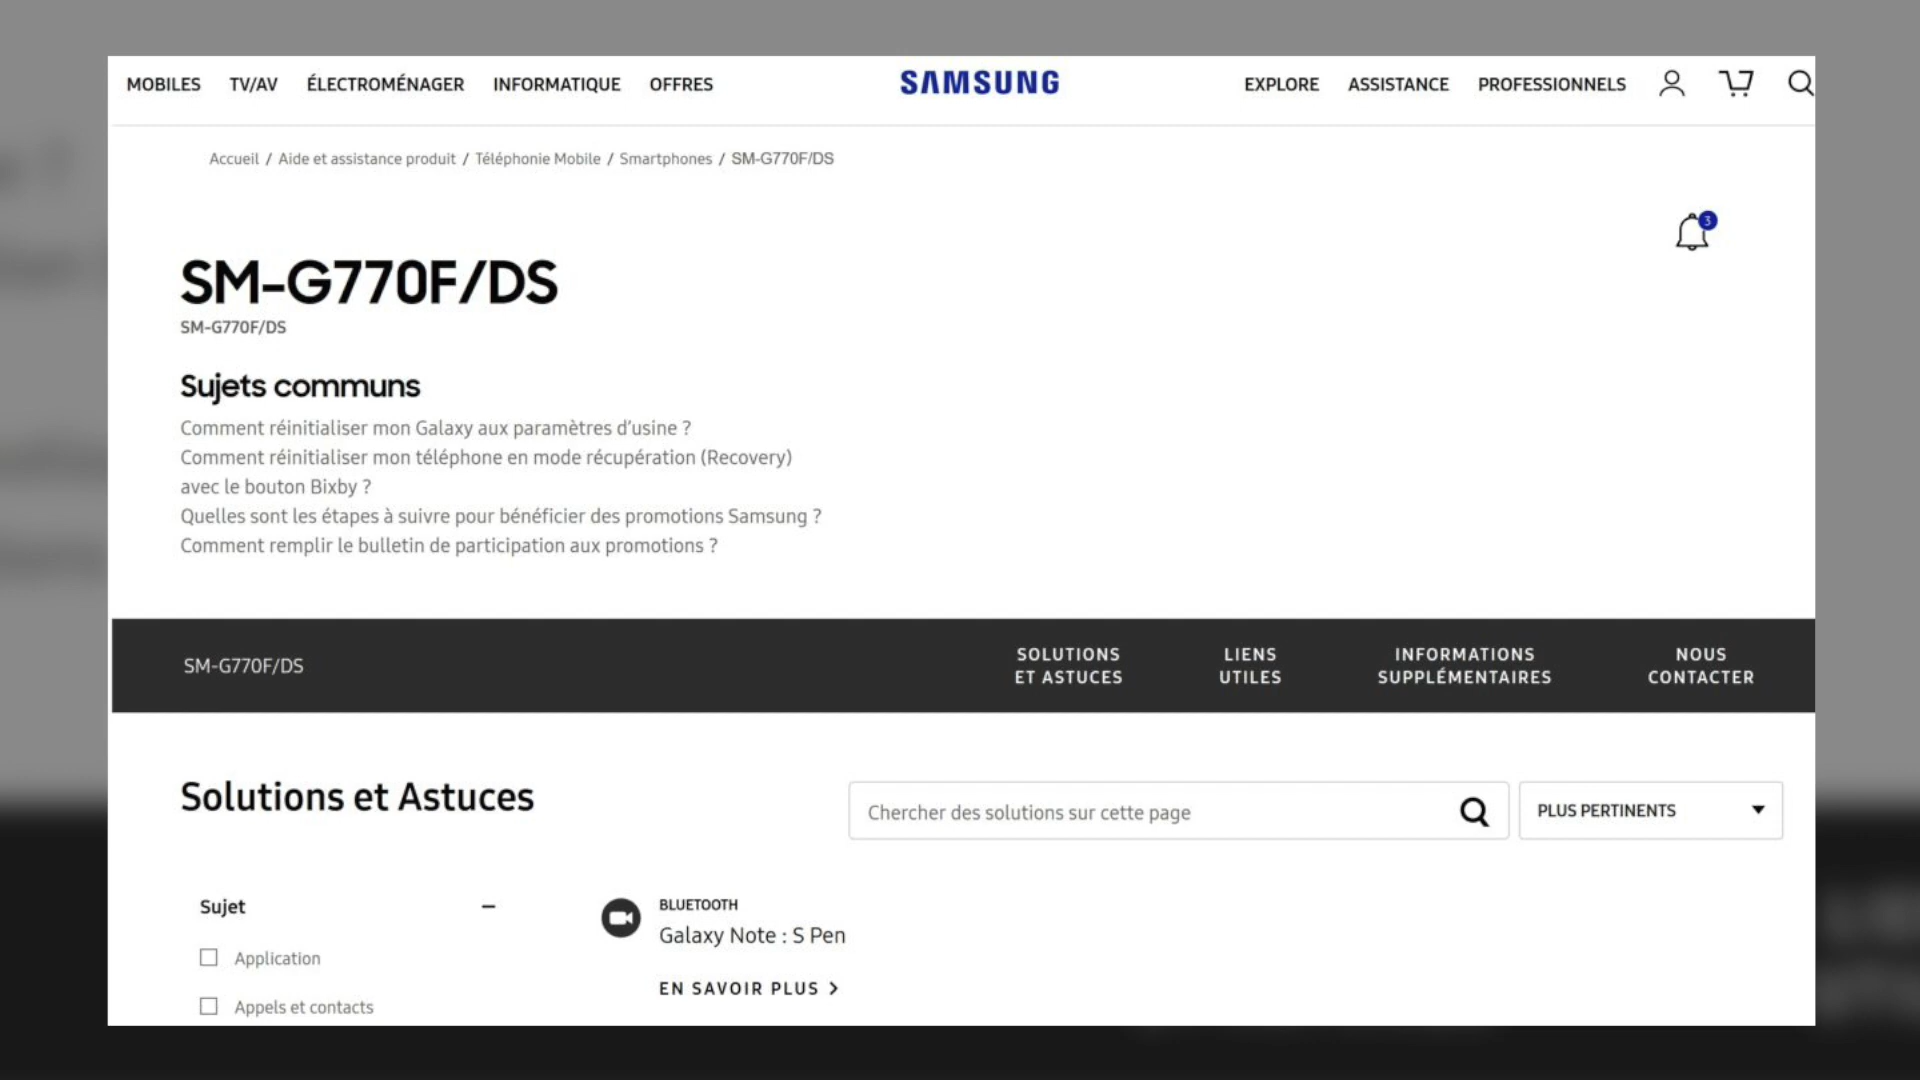 MOBILES TV/AV ÉLECTROMÉNAGER INFORMATIQUE OFFRES SAMSUNG EXPLORE ASSISTANCE PROFESSIONNELS
Accueil / Aide et assistance produit / Téléphonie Mobile / Smartphones / SM-G770F/DS
3
SM-G770F/DS
SM-G770F/DS
Sujets communs
Comment réinitialiser mon Galaxy aux paramètres d'usine ?
Comment réinitialiser mon téléphone en mode récupération (Recovery)
avec le bouton Bixby ?
Quelles sont les étapes à suivre pour bénéficier des promotions Samsung ?
Comment remplir le bulletin de participation aux promotions ?
SM-G770F/DS
SOLUTIONS
ET ASTUCES
LIENS
UTILES
INFORMATIONS
SUPPLÉMENTAIRES
NOUS
CONTACTER
Solutions et Astuces
Chercher des solutions sur cette page
PLUS PERTINENTS
Sujet
Application
Appels et contacts
BLUETOOTH
Galaxy Note : S Pen
EN SAVOIR PLUS >